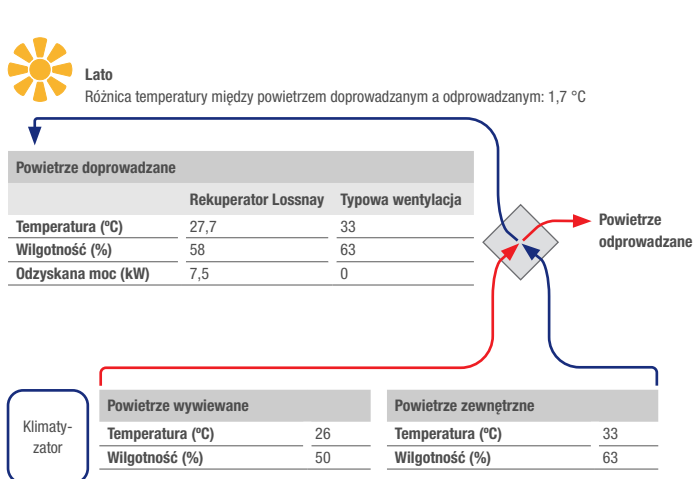 Lato
Różnica temperatury między powietrzem doprowadzanym a odprowadzanym: 1,7 °C
Powietrze doprowadzane
Rekuperator Lossnay Typowa wentylacja
Temperatura (ºC) 27,7 33
Wilgotność (%) 58 63
Odzyskana moc (kW) 7,5 0
Powietrze
odprowadzane
Klimaty-
zator
Powietrze wywiewane
Temperatura (ºC) 26
Wilgotność (%) 50
Powietrze zewnętrzne
Temperatura (ºC) 33
Wilgotność (%) 63